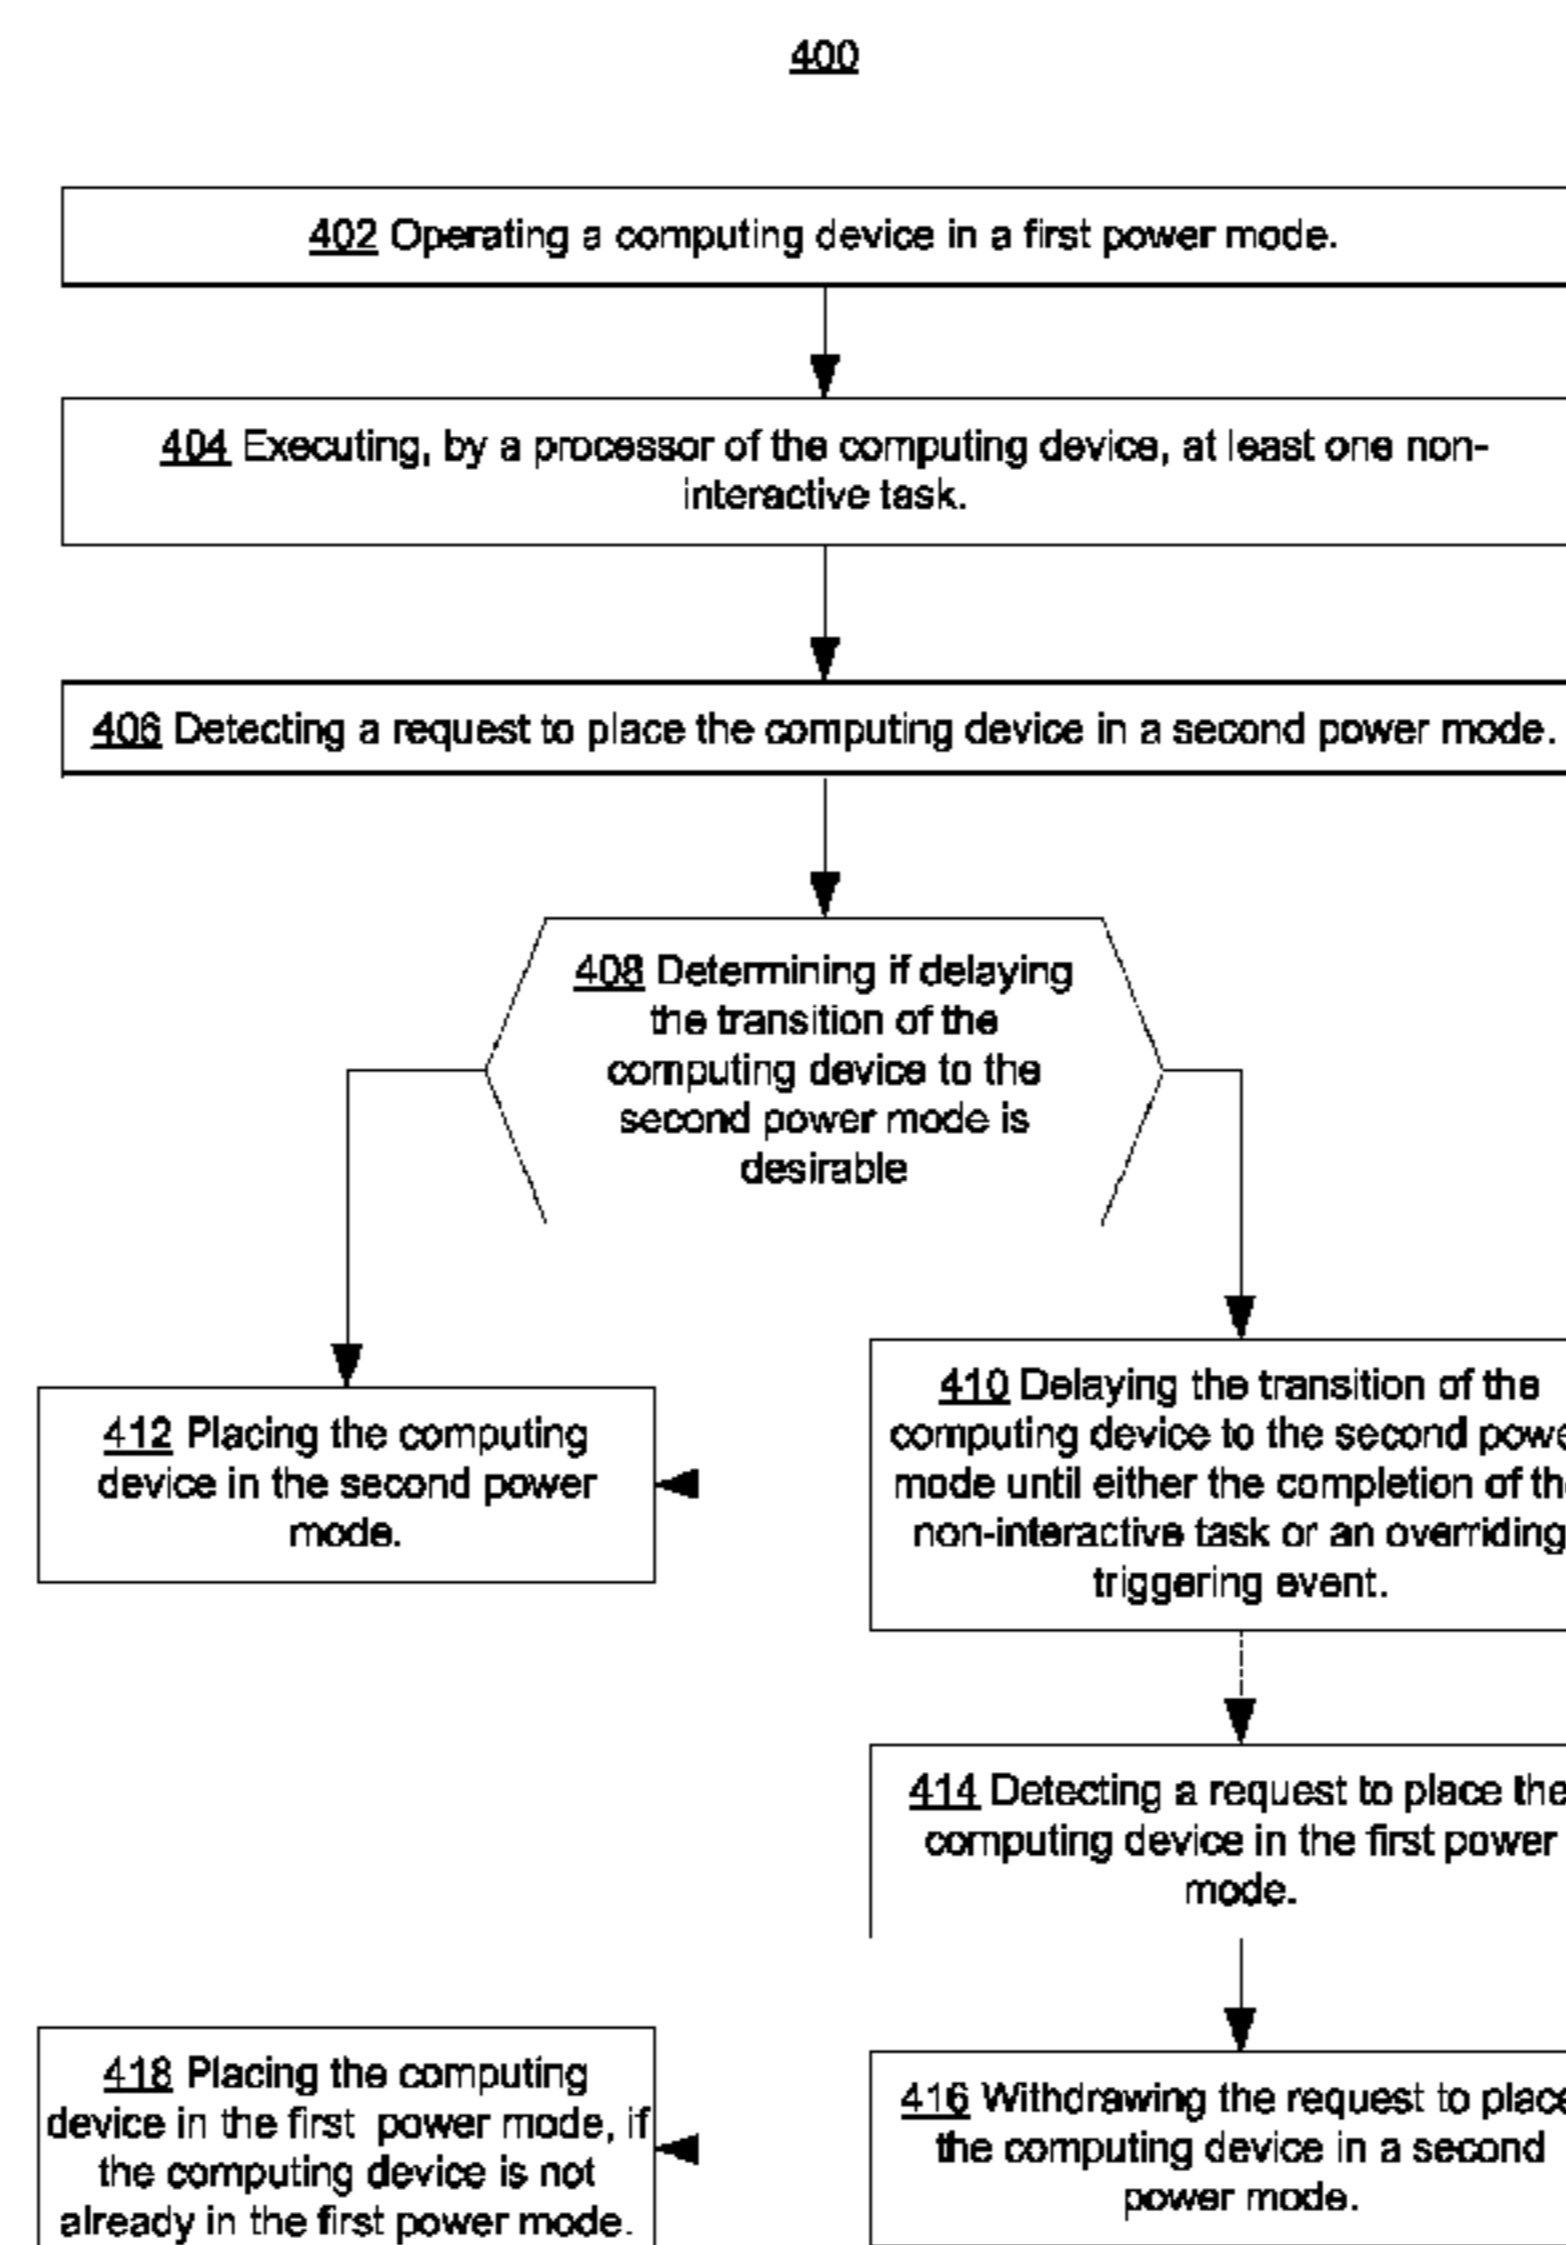 400
402 Operating a computing device in a first power mode.
404 Executing, by a processor of the computing device, at least one non-
interactive task.
406 Detecting a request to place the computing device in a second power mode.
408 Determining if delaying
the transition of the
computing device to the
second power mode is
desirable
410 Delaying the transition of the
computing device to the second powe
mode until either the completion of the
non-interactive task or an overriding
triggering event.
412 Placing the computing
device in the second power
mode.
414 Detecting a request to place the
computing device in the first power
mode.
416 Withdrawing the request to place
the computing device in a second
power mode.
418 Placing the computing
device in the first power mode, if
the computing device is not
already in the first power mode.